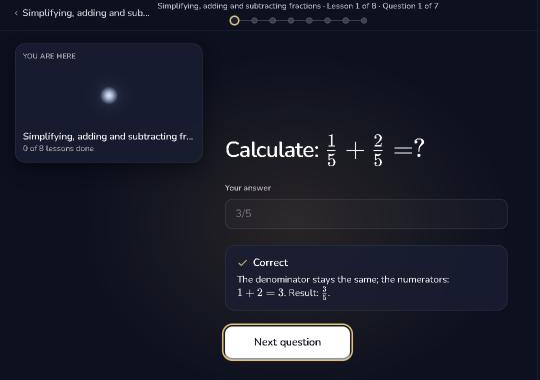 ‹ Simplifying, adding and sub...
Simplifying, adding and subtracting fractions · Lesson 1 of 8 · Question 1 of 7
YOU ARE HERE
Simplifying, adding and subtracting fr...
0 of 8 lessons done
Calculate: 1/5 + 2/5 =?
Your answer
3/5
✓ Correct
The denominator stays the same; the numerators:
1 + 2 = 3. Result: 3/5.
Next question